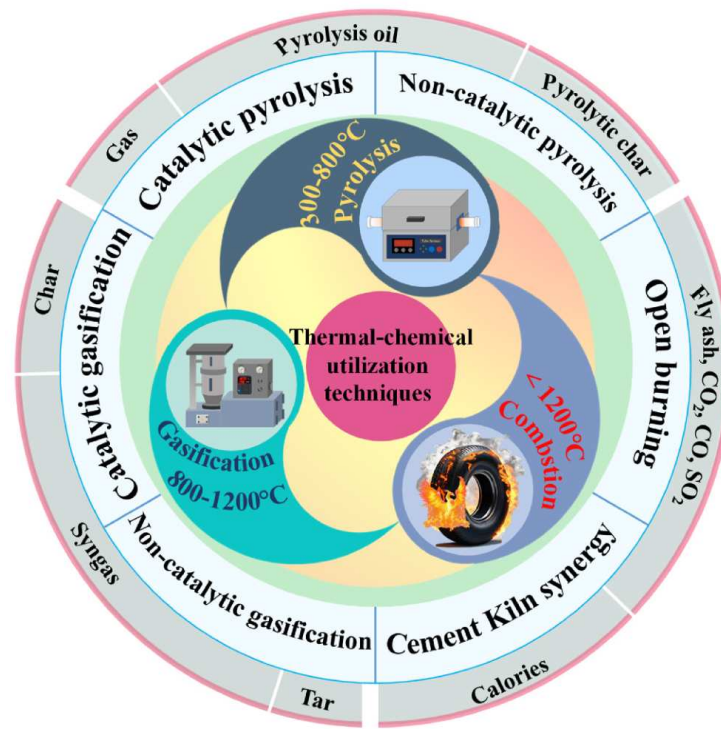 Pyrolysis oil
Pyrolytic char
Gas
Catalytic pyrolysis
Non-catalytic pyrolysis
300-800°C
Pyrolysis
Char
Catalytic gasification
Open burning
Fly ash, CO₂, CO, SO₂
Thermal-chemical
utilization
techniques
<1200°C
Combstion
Gasification
800-1200°C
Syngas
Non-catalytic gasification
Cement Kiln synergy
Tar
Calories